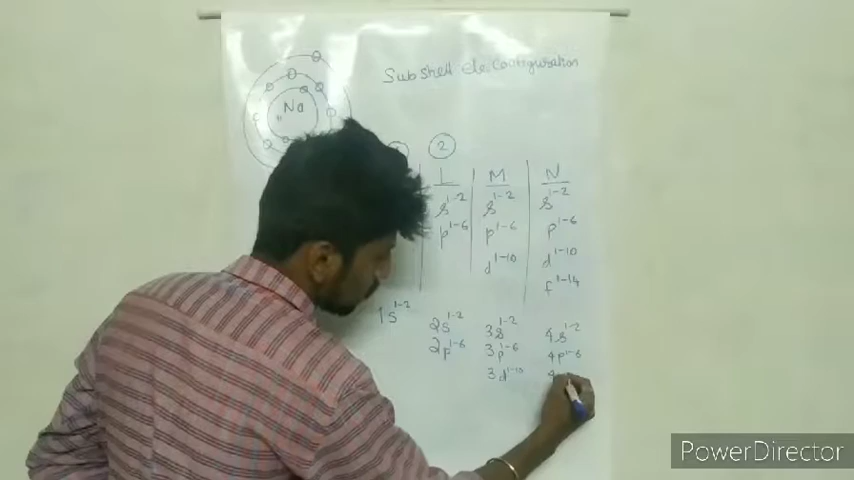 Sub Shell Ele Configuration
Na
11
2
L M N
s1-2 s1-2 s1-2
p1-6 p1-6 p1-6
d1-10 d1-10
f1-14
1s1-2
2s1-2 3s1-2 4s1-2
2p1-6 3p1-6 4p1-6
3d1-10 4
PowerDirector